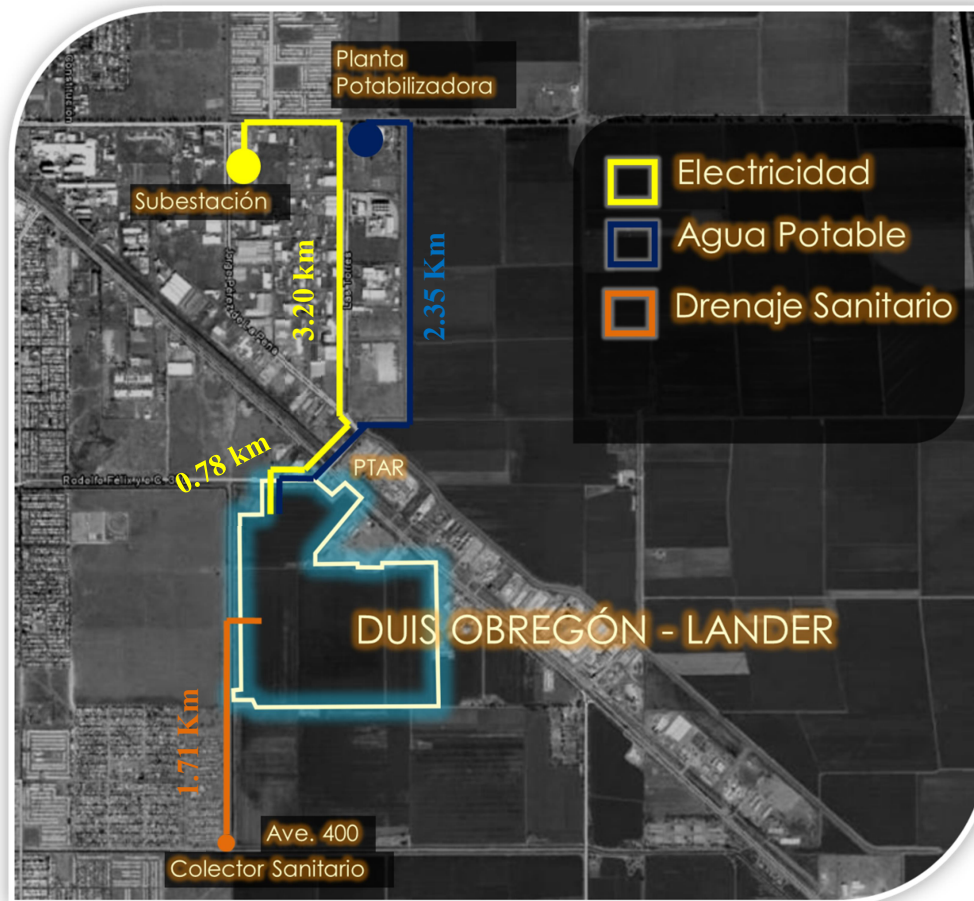 Planta
Potabilizadora
Subestación
Electricidad
Agua Potable
Drenaje Sanitario
3.20 km
2.35 Km
0.78 km
PTAR
DUIS OBREGÓN - LANDER
1.71 Km
Ave. 400
Colector Sanitario